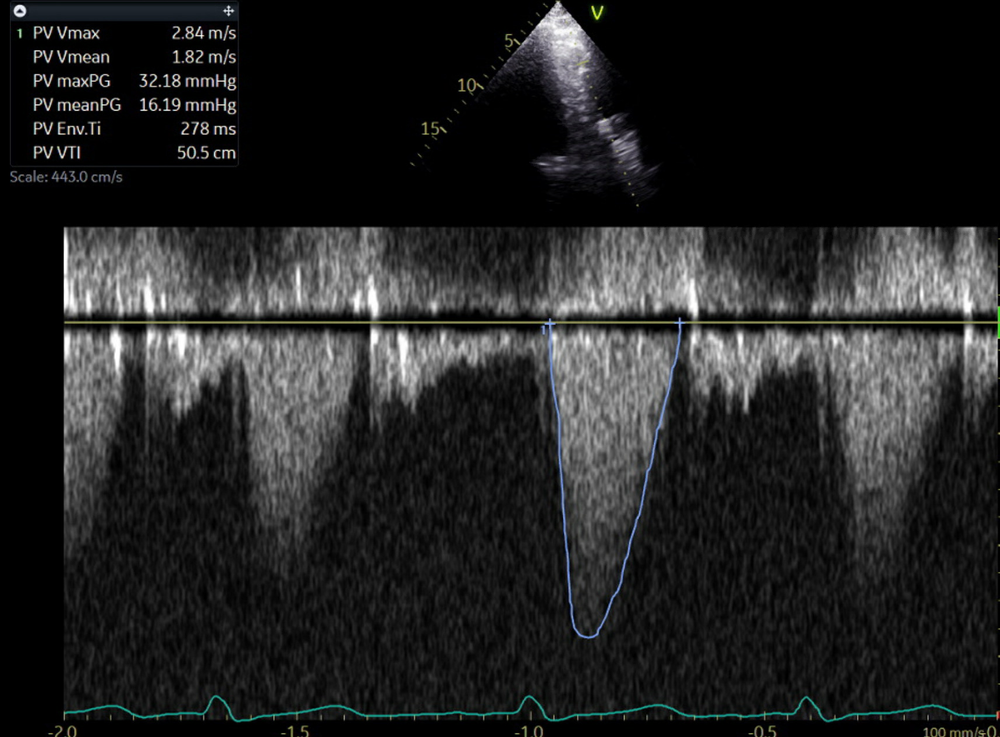 1 PV Vmax 2.84 m/s
PV Vmean 1.82 m/s
PV maxPG 32.18 mmHg
PV meanPG 16.19 mmHg
PV Env.Ti 278 ms
PV VTI 50.5 cm
Scale: 443.0 cm/s
V
5
10
15
1
-2.0 -1.5 -1.0 -0.5 100 mm/s